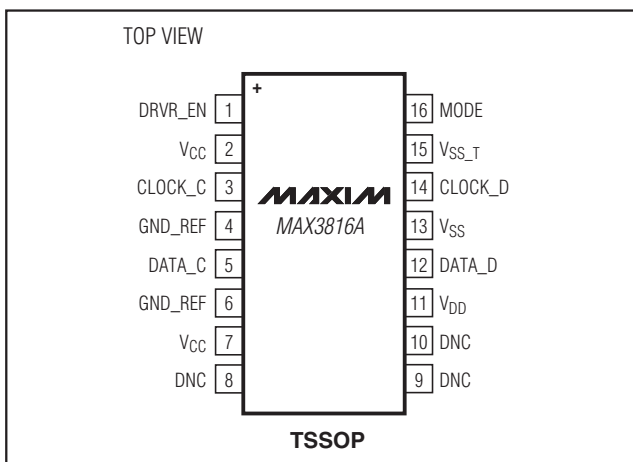 TOP VIEW
+
DRVR_EN 1
VCC 2
CLOCK_C 3
GND_REF 4
DATA_C 5
GND_REF 6
VCC 7
DNC 8
MAXIM
MAX3816A
16 MODE
15 VSS_T
14 CLOCK_D
13 VSS
12 DATA_D
11 VDD
10 DNC
9 DNC
TSSOP